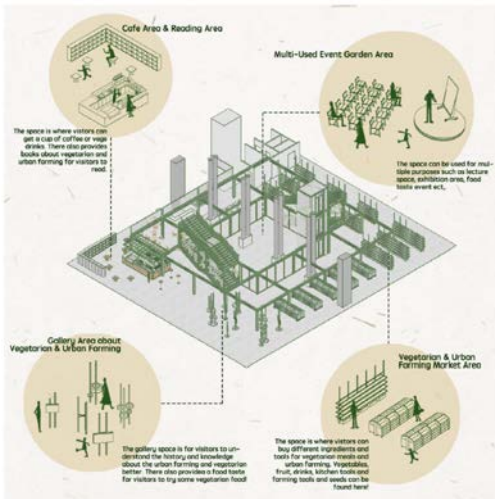 Cafe Area & Reading Area
The space is where vistors can
get a cup of coffee or vege
drinks. There also provides
books about vegetarian and
urban farming for visitors to
read.
Multi-Used Event Garden Area
The space can be used for mul-
tiple purposes such as lecture
space, exhibition area, food
taste event ect,
Gallery Area about
Vegetarian & Urban Farming
The gallery space is for visitors to un-
derstand the history and knowledge
about the urban farming and vegetarian
better. There also provides a food taste
for visitors to try some vegetarian food!
Vegetarian & Urban
Farming Market Area
The space is where vistors can
buy different ingredients and
tools for vegetarian meals and
urban farming. Vegetables,
fruit, drinks, kitchen tools and
farming tools and seeds can be
found here!